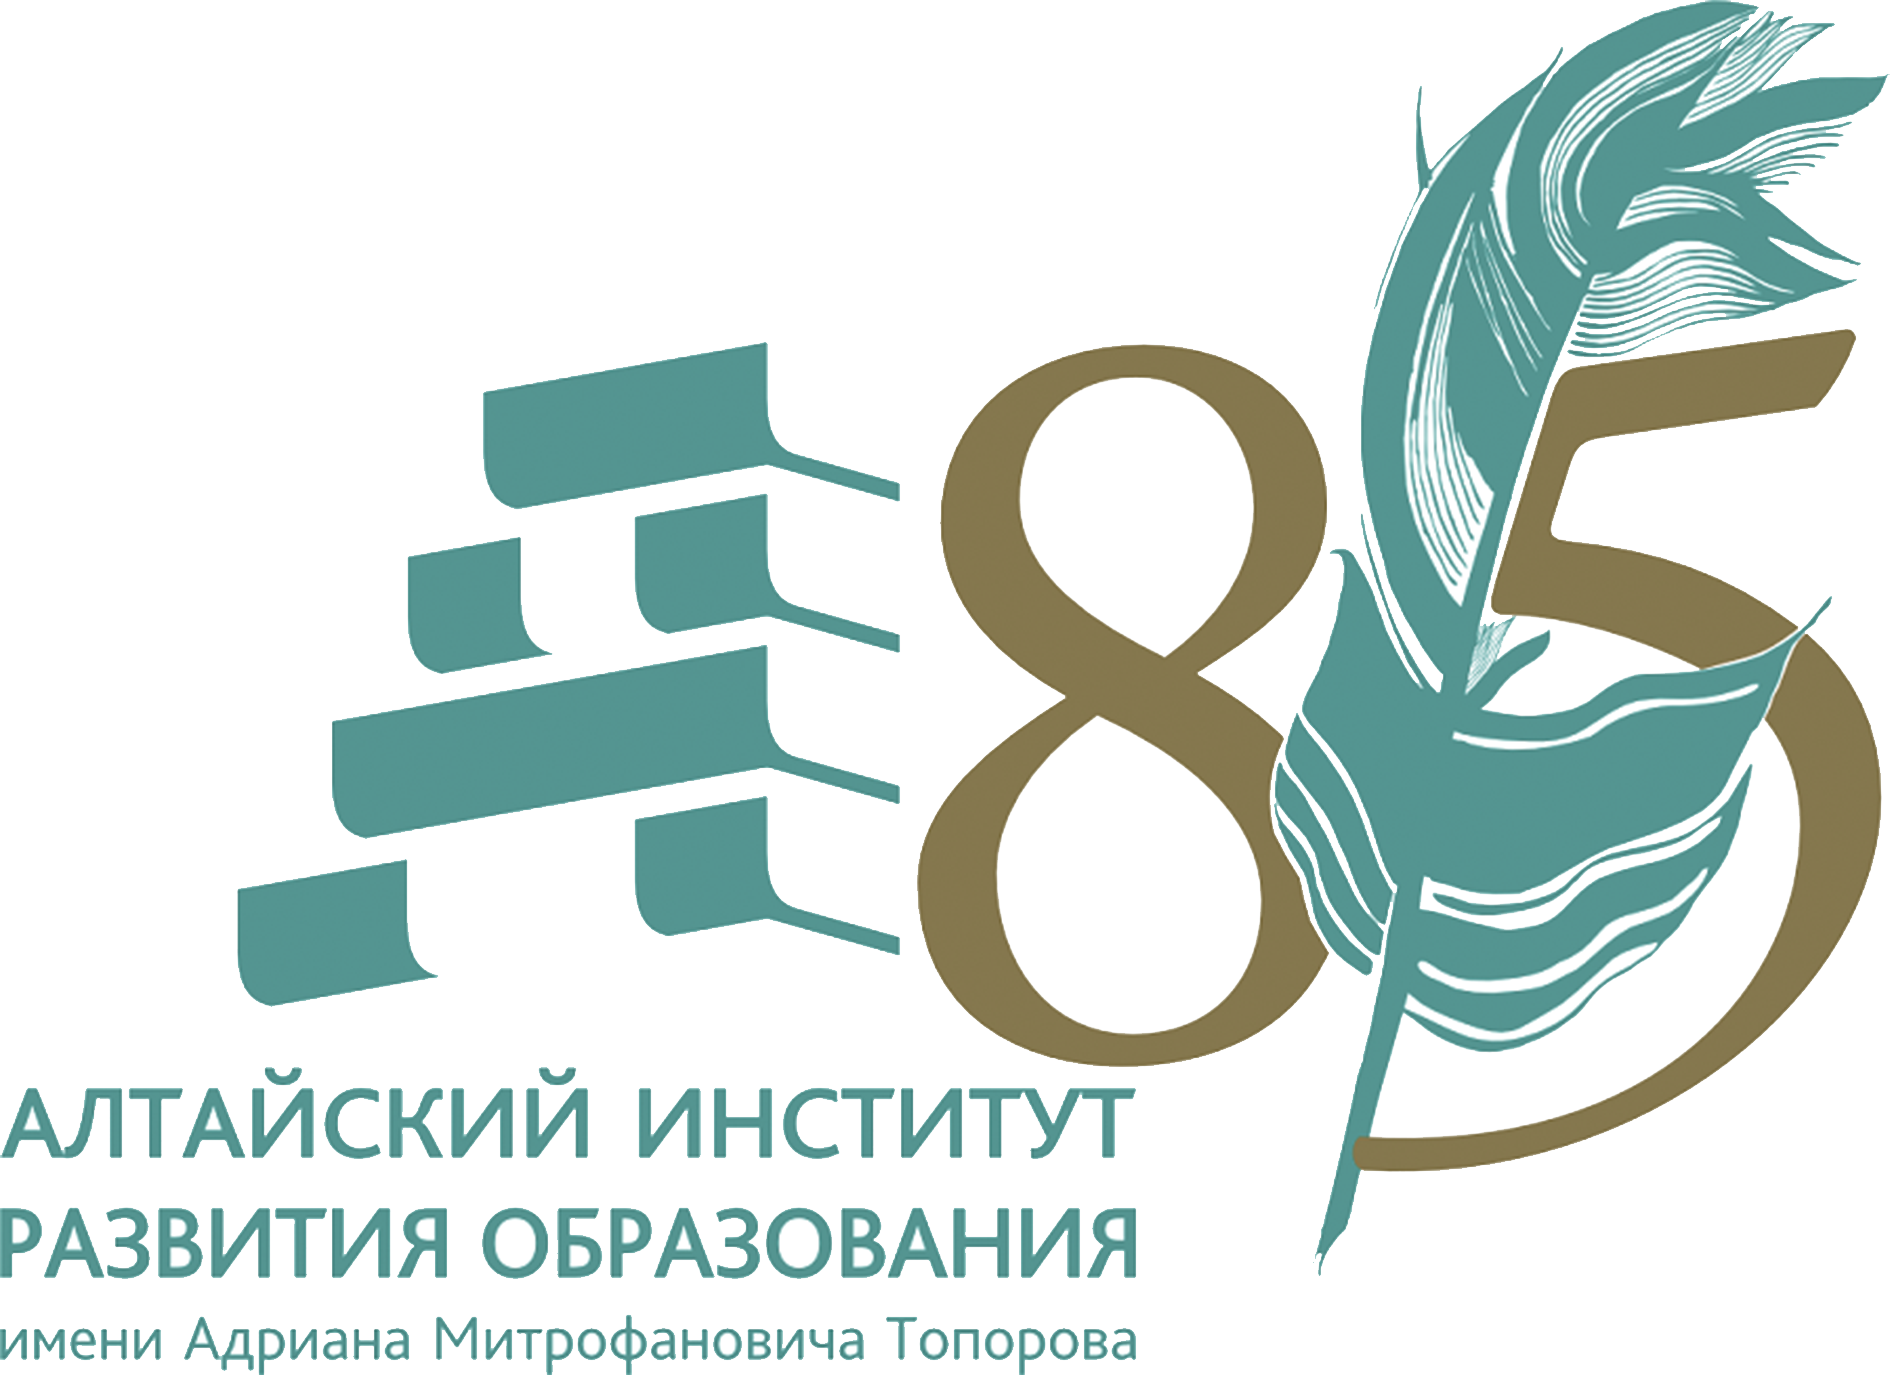 85
АЛТАЙСКИЙ ИНСТИТУТ
РАЗВИТИЯ ОБРАЗОВАНИЯ
имени Адриана Митрофановича Топорова